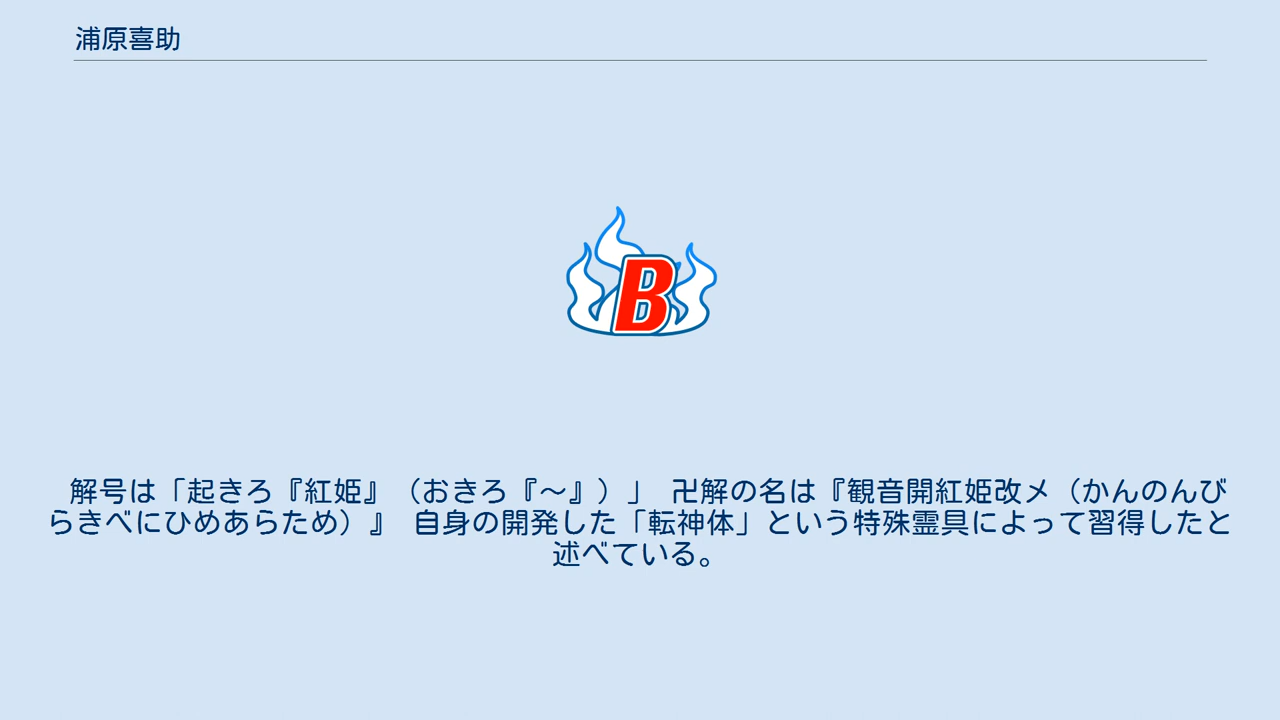 浦原喜助
B
解号は「起きろ『紅姫』（おきろ『～』）」 卍解の名は『観音開紅姫改メ（かんのんび
らきべにひめあらため）』 自身の開発した「転神体」という特殊霊具によって習得したと
述べている。